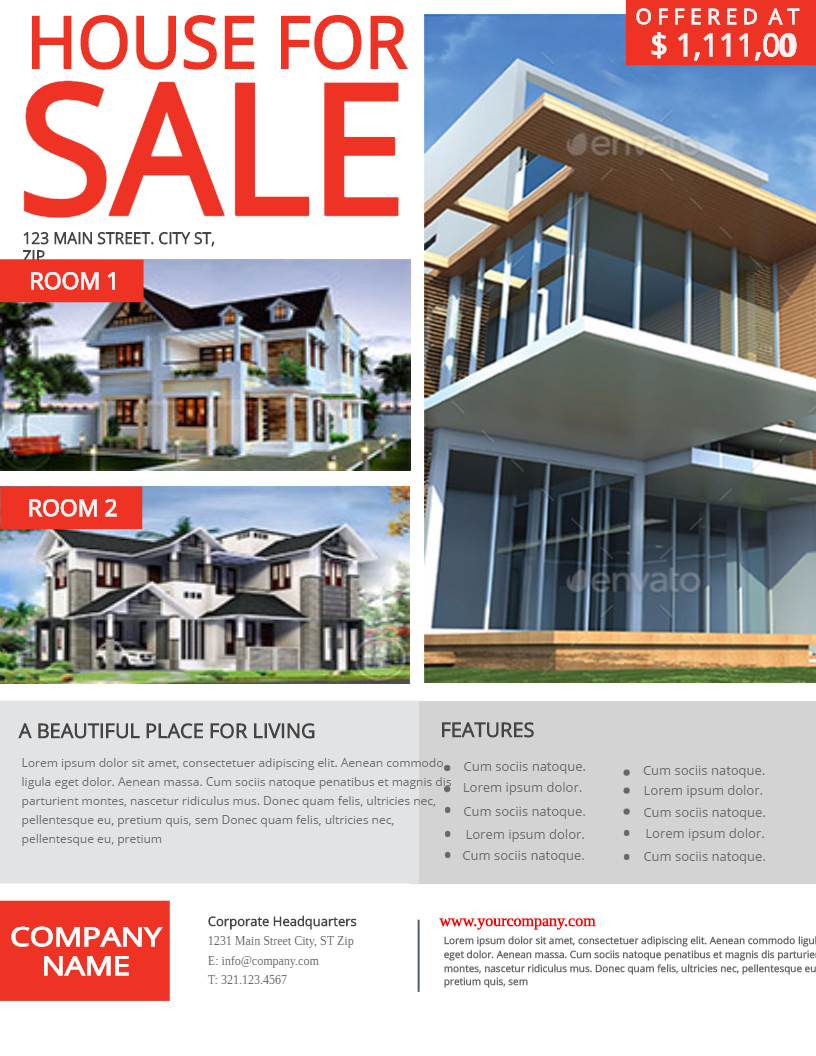 HOUSE FOR
SALE
OFFERED AT
$ 1,111,00
123 MAIN STREET. CITY ST,
ZIP
ROOM 1
ROOM 2
envato
envato
A BEAUTIFUL PLACE FOR LIVING
Lorem ipsum dolor sit amet, consectetuer adipiscing elit. Aenean commodo
ligula eget dolor. Aenean massa. Cum sociis natoque penatibus et magnis dis
parturient montes, nascetur ridiculus mus. Donec quam felis, ultricies nec,
pellentesque eu, pretium quis, sem Donec quam felis, ultricies nec,
pellentesque eu, pretium
FEATURES
• Cum sociis natoque.
• Lorem ipsum dolor.
• Cum sociis natoque.
• Lorem ipsum dolor.
• Cum sociis natoque.
• Cum sociis natoque.
• Lorem ipsum dolor.
• Cum sociis natoque.
• Lorem ipsum dolor.
• Cum sociis natoque.
COMPANY
NAME
Corporate Headquarters
1231 Main Street City, ST Zip
E: info@company.com
T: 321.123.4567
www.yourcompany.com
Lorem ipsum dolor sit amet, consectetuer adipiscing elit. Aenean commodo ligul
eget dolor. Aenean massa. Cum sociis natoque penatibus et magnis dis parturien
montes, nascetur ridiculus mus. Donec quam felis, ultricies nec, pellentesque eu
pretium quis, sem